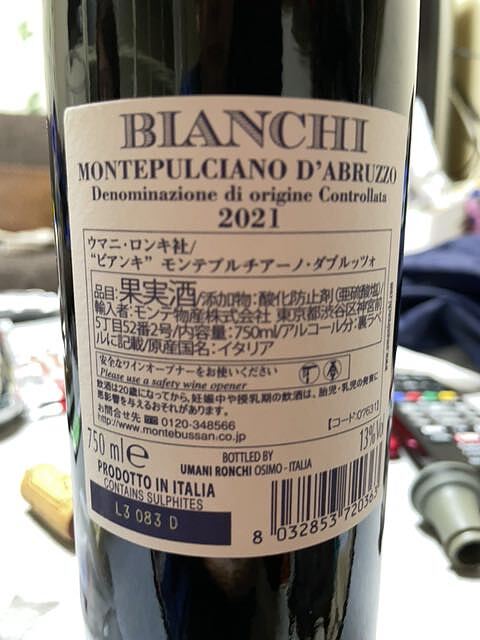 BIANCHI
MONTEPULCIANO D'ABRUZZO
Denominazione di origine Controllata
2021
ウマニ・ロンキ社/
"ビアンキ" モンテプルチアーノ・ダブルッツォ
品目:果実酒/添加物:酸化防止剤(亜硫酸塩)/
輸入者:モンテ物産株式会社 東京都渋谷区神宮前
5丁目52番2号/内容量:750ml/アルコール分:裏ラベ
ルに記載/原産国名:イタリア
安全なワインオープナーをお使いください
Please use a safety wine opener
飲酒は20歳になってから。妊娠中や授乳期の飲酒は、胎児・乳児の発育に
悪影響を与えるおそれがあります。
お問合せ先 0120-348566
http://www.montebussan.co.jp
【コード:07631】
750 ml e
13% Vol
BOTTLED BY
UMANI RONCHI OSIMO - ITALIA
PRODOTTO IN ITALIA
CONTAINS SULPHITES
L3 083 D
8 032853 720363